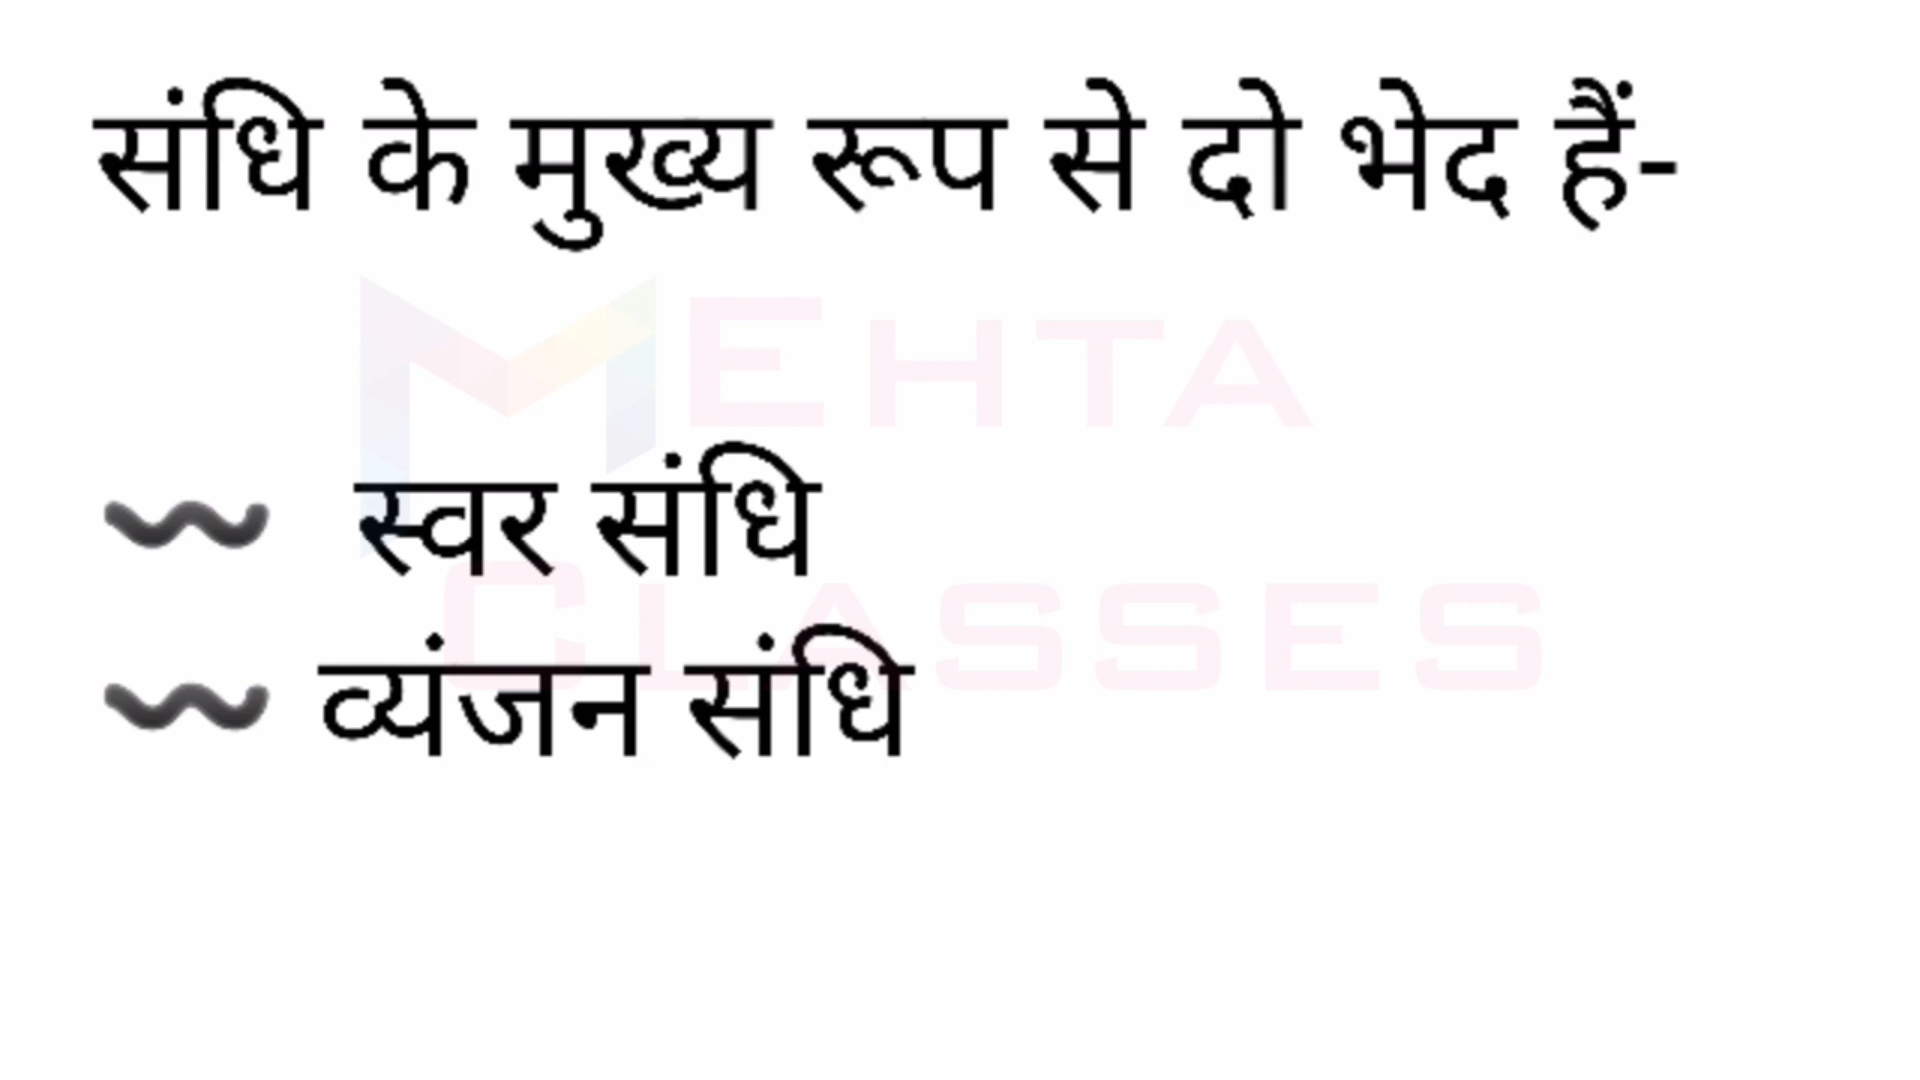 संधि के मुख्य रूप से दो भेद हैं-
MEHTA
स्वर संधि
CLASSES
व्यंजन संधि